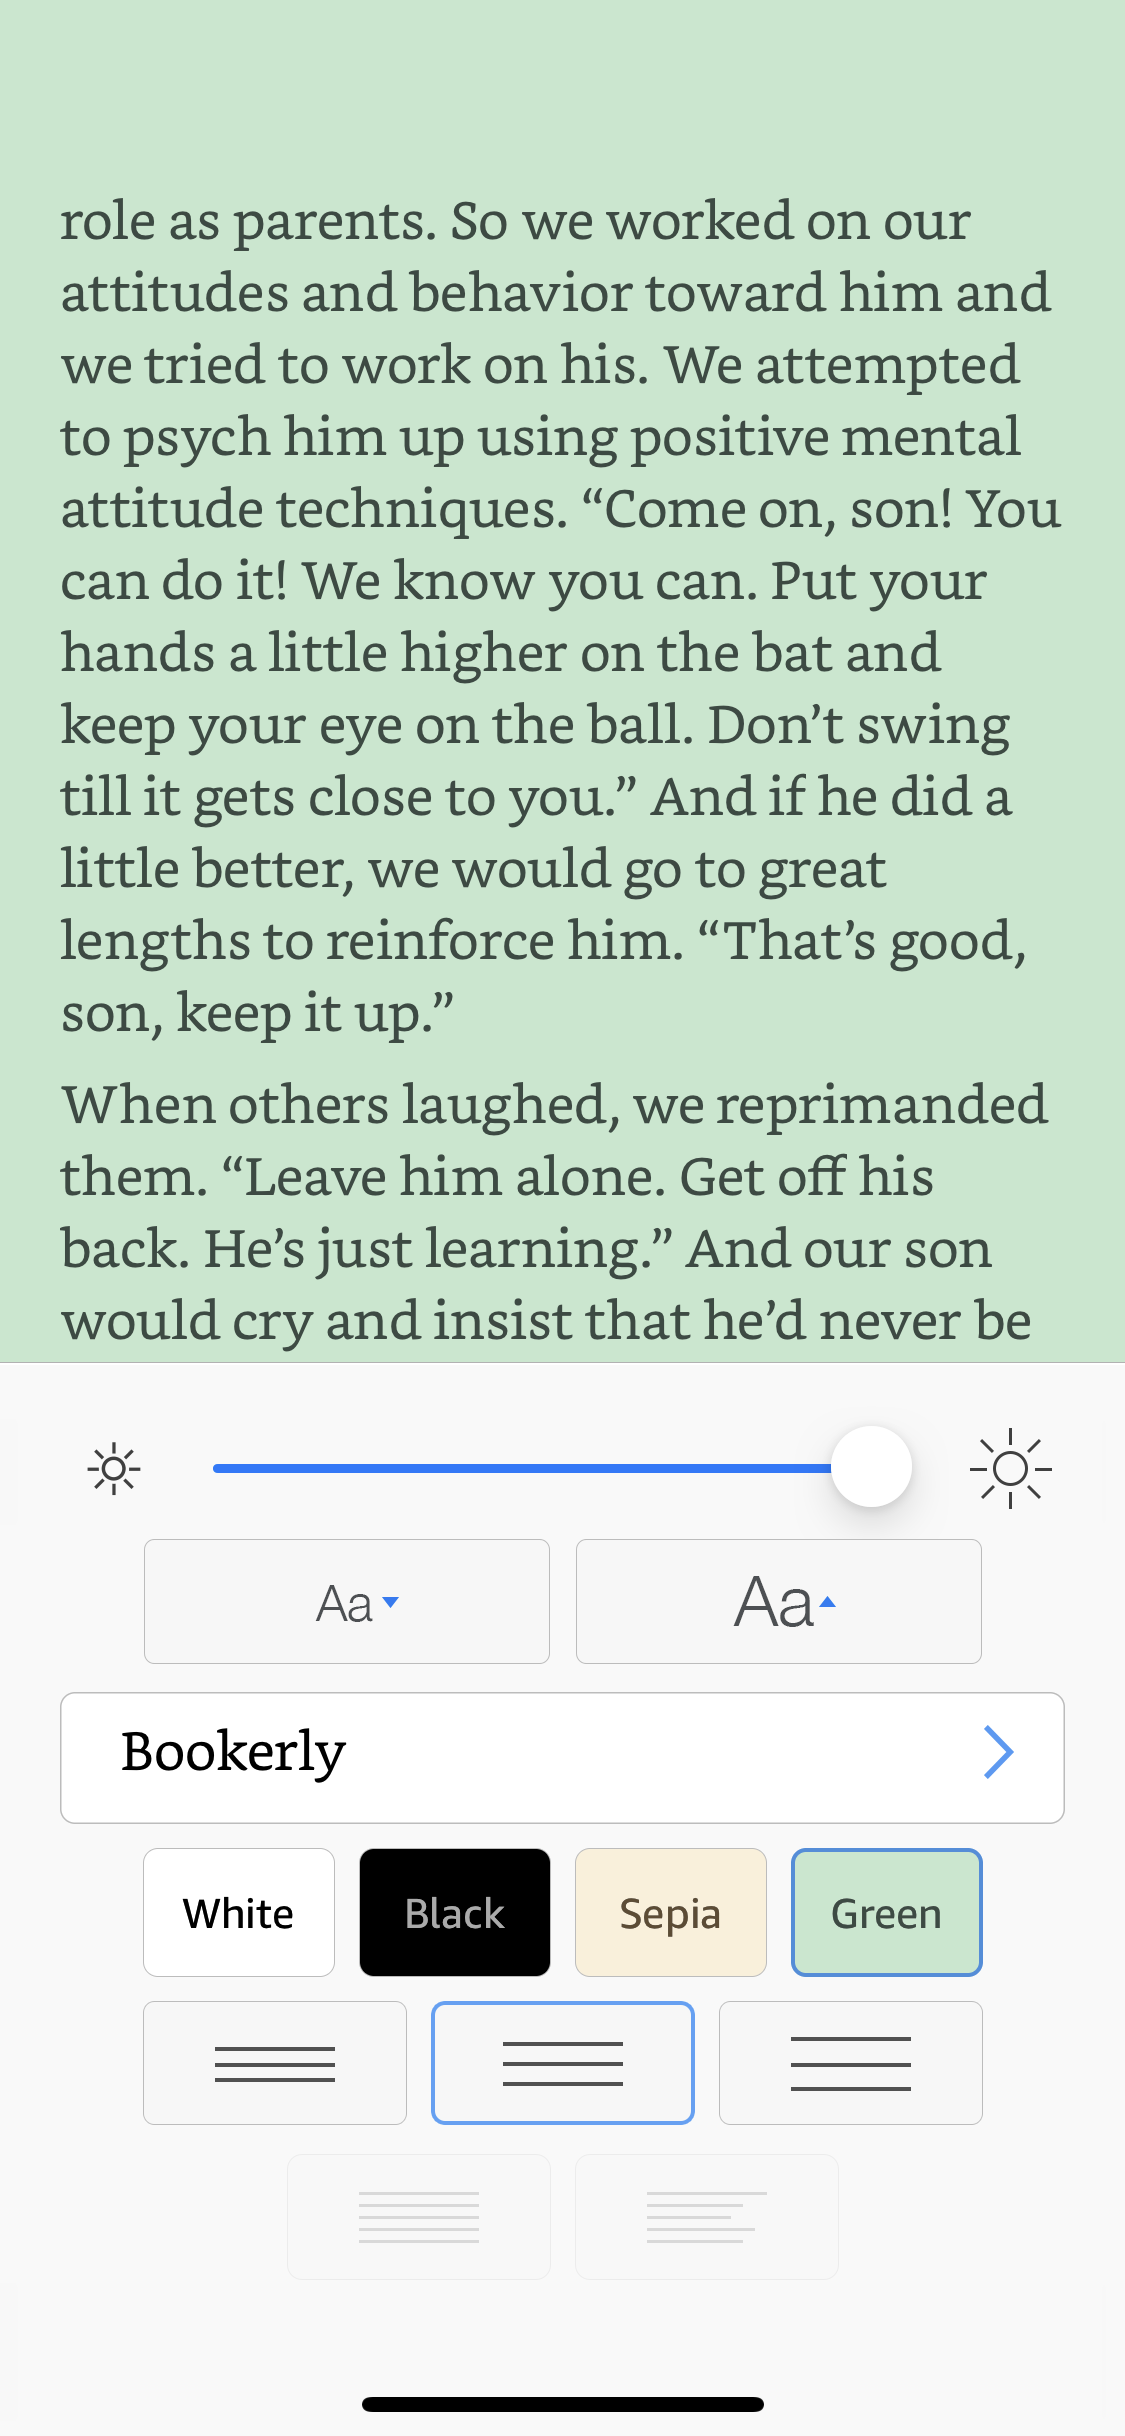 role as parents. So we worked on our
attitudes and behavior toward him and
we tried to work on his. We attempted
to psych him up using positive mental
attitude techniques. “Come on, son! You
can do it! We know you can. Put your
hands a little higher on the bat and
keep your eye on the ball. Don’t swing
till it gets close to you.” And if he did a
little better, we would go to great
lengths to reinforce him. “That’s good,
son, keep it up.”
When others laughed, we reprimanded
them. “Leave him alone. Get off his
back. He’s just learning.” And our son
would cry and insist that he’d never be
Aa Aa
Bookerly
White Black Sepia Green